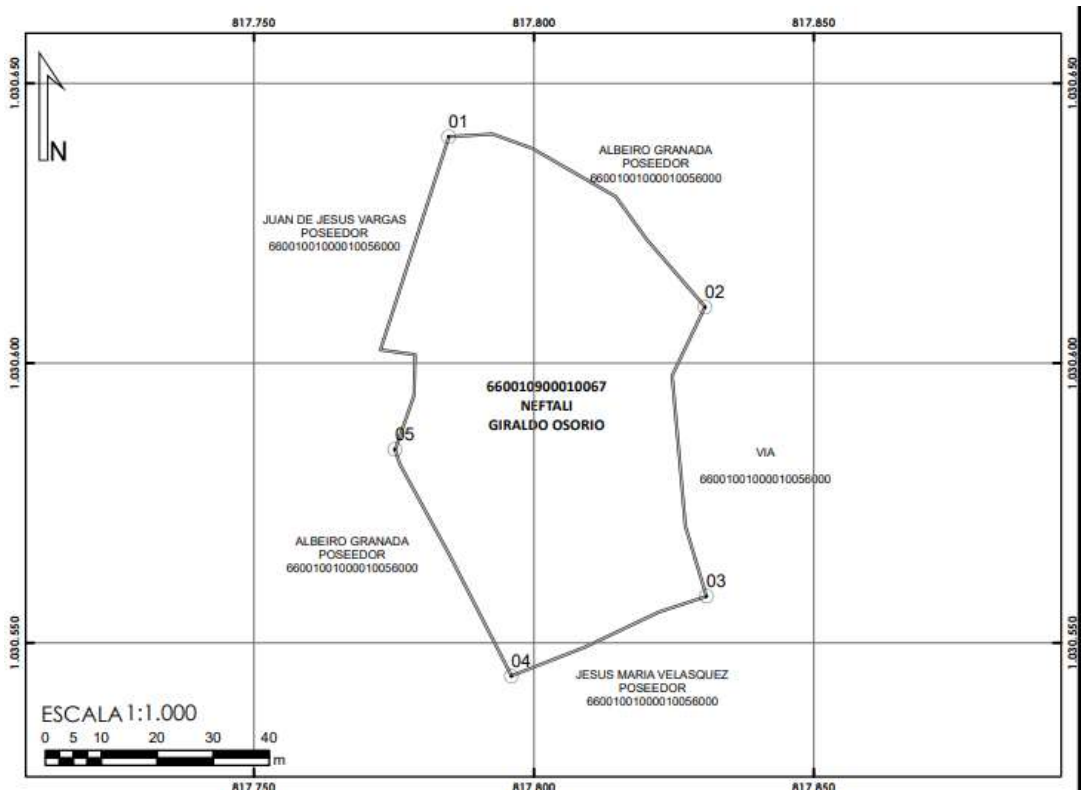 817.750
817.800
817.850
1.030.650
1.030.650
01
ALBEIRO GRANADA
POSEEDOR
66001001000010056000
N
JUAN DE JESUS VARGAS
POSEEDOR
66001001000010056000
02
1.030.600
1.030.600
660010900010067
NEFTALI
GIRALDO OSORIO
05
VIA
66001001000010056000
ALBEIRO GRANADA
POSEEDOR
66001001000010056000
03
1.030.550
1.030.550
04
JESUS MARIA VELASQUEZ
POSEEDOR
66001001000010056000
ESCALA 1:1.000
0 5 10 20 30 40
m
817.750
817.800
817.850